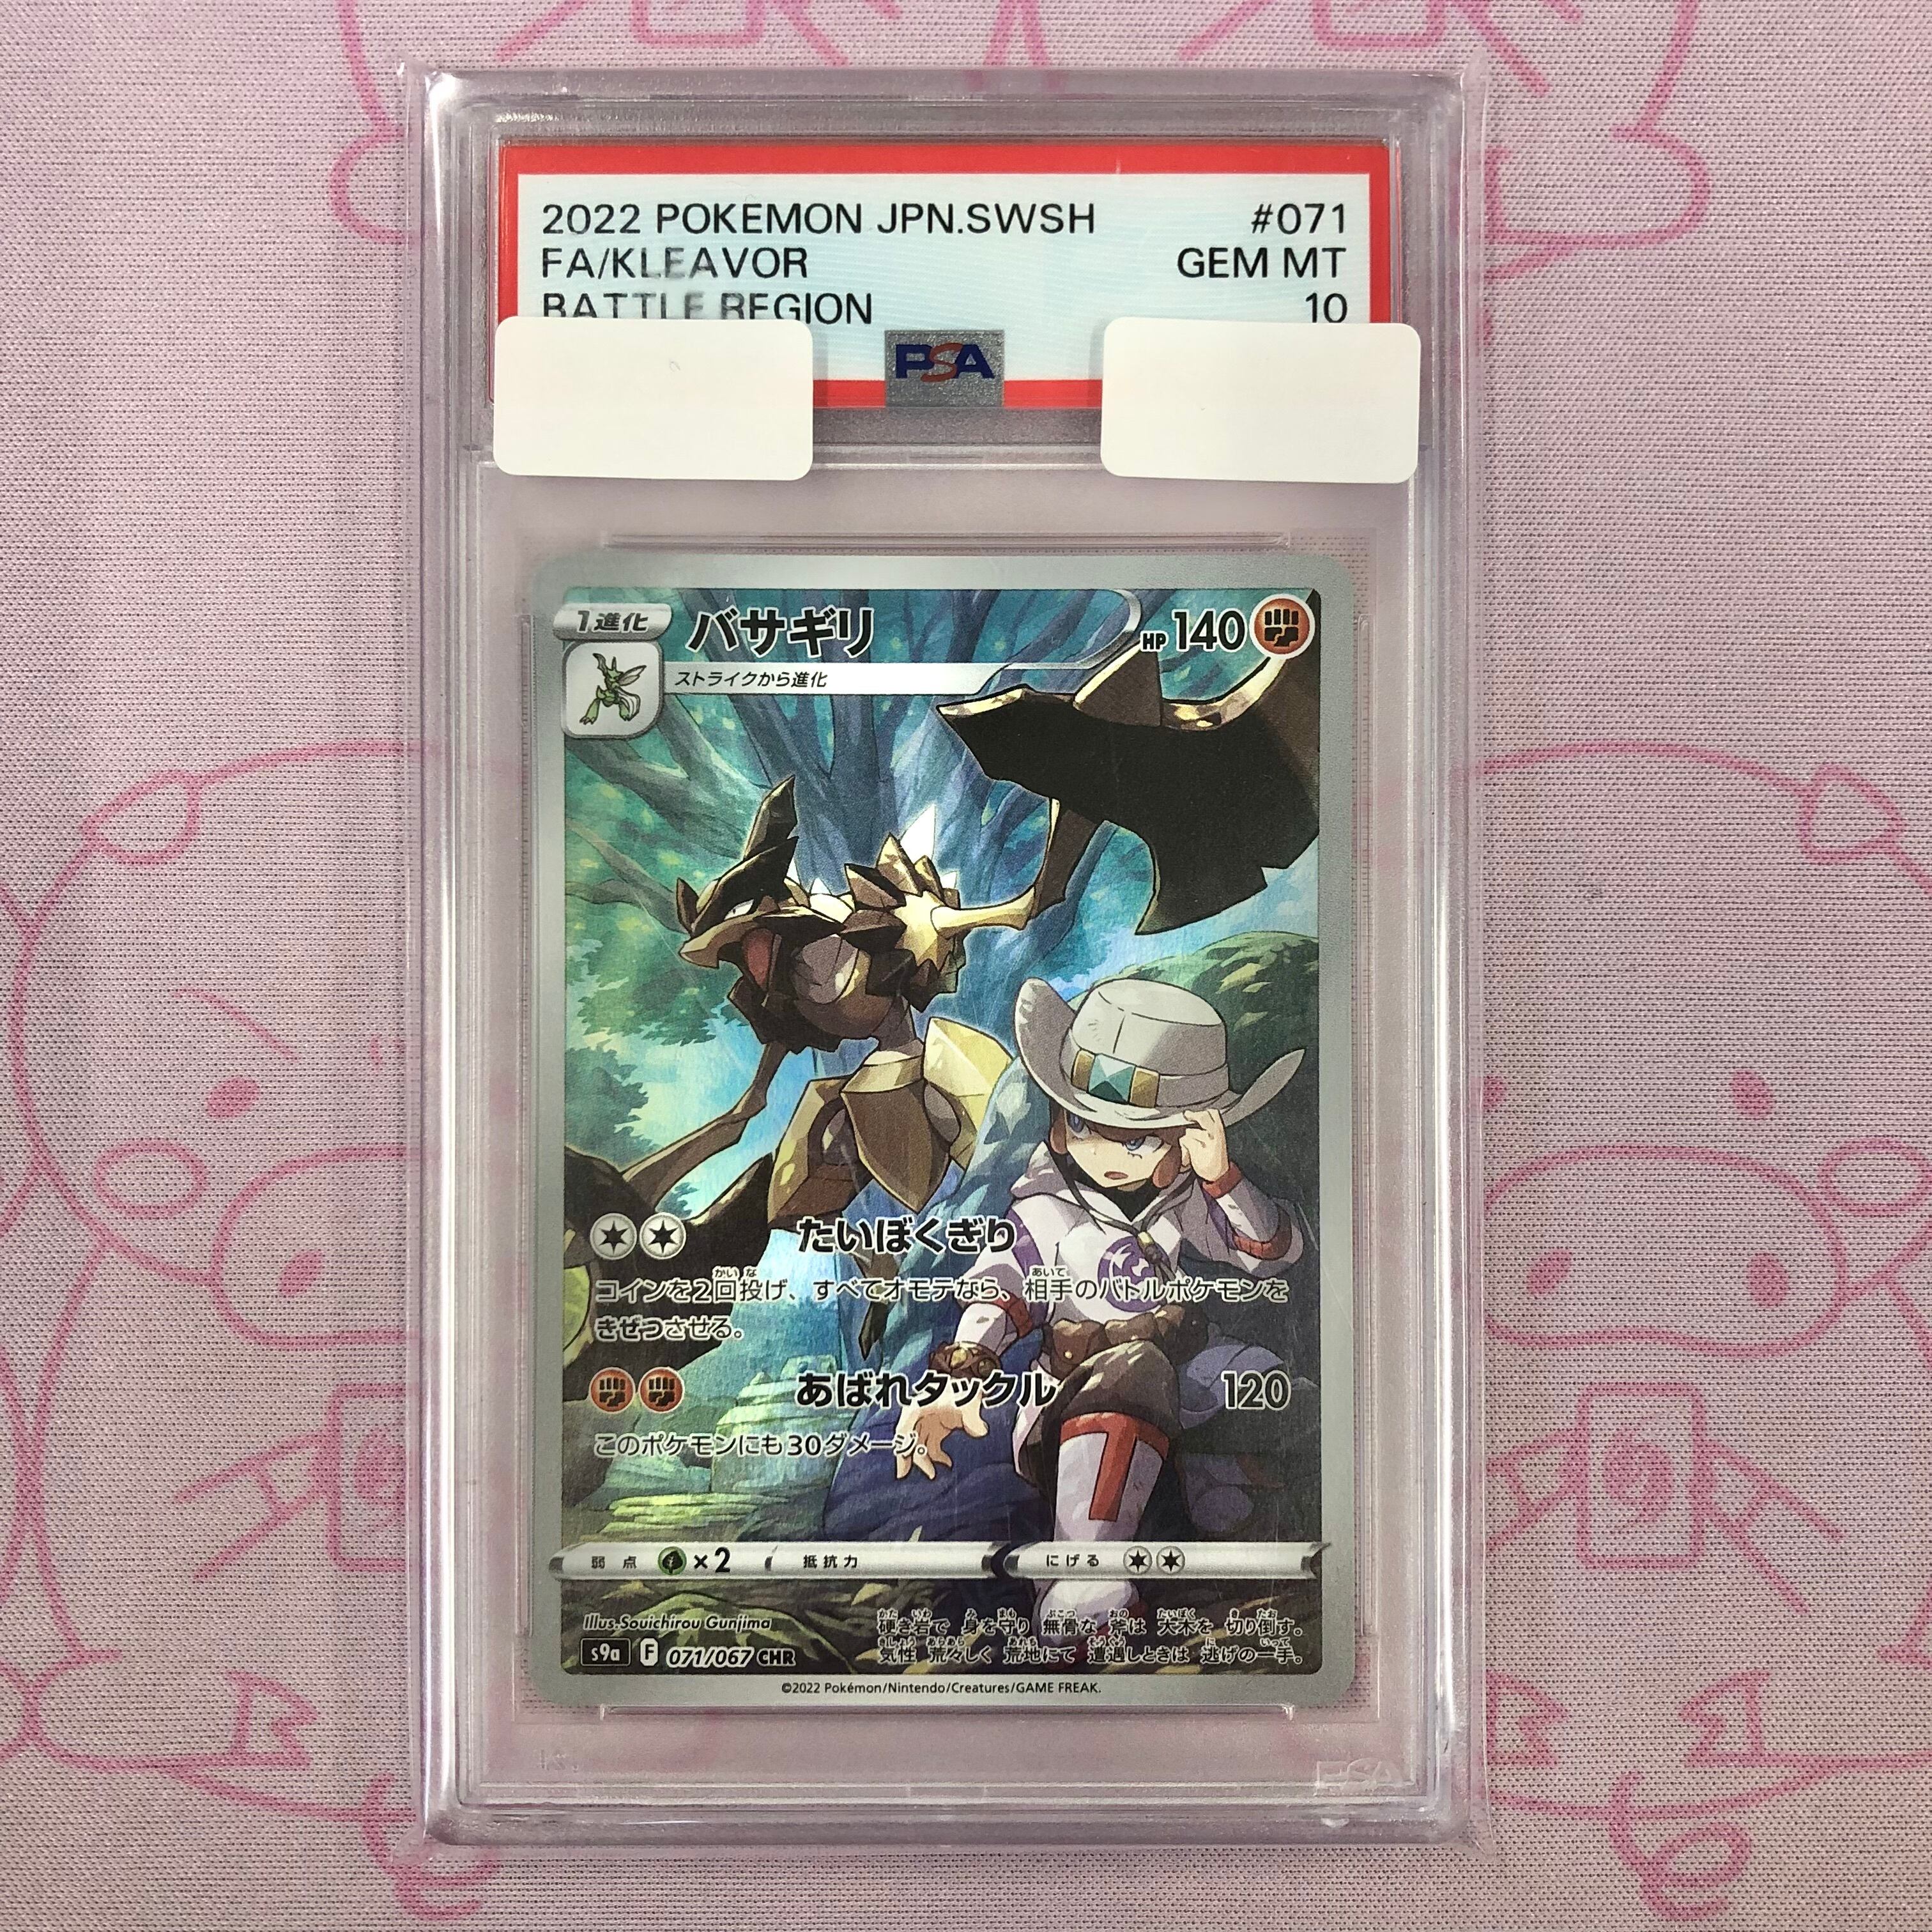 2022 POKEMON JPN.SWSH #071
FA/KLEAVOR GEM MT
BATTLE REGION 10
PSA
1進化 バサギリ HP 140
ストライクから進化
たいぼくぎり
コインを2回投げ、すべてオモテなら、相手のバトルポケモンを
きぜつさせる。
あばれタックル 120
このポケモンにも30ダメージ。
弱点 ×2 抵抗力 にげる
Illus.Souichirou Gunjima
硬き岩で 身を守り 無骨な 斧は 大木を 切り倒す。
s9a F 071/067 CHR
気性 荒々しく 荒地にて 遭遇しときは 逃げの一手。
©2022 Pokémon/Nintendo/Creatures/GAME FREAK.
PSA